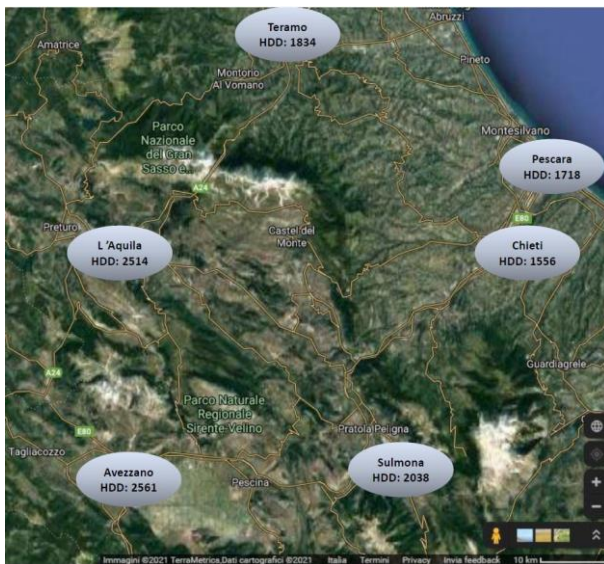 Teramo
HDD: 1834
Abruzzi
Amatrice
Pineto
Montorio
Al Vomano
Parco
Nazionale
del Gran
Sasso e...
Montesilvano
Pescara
HDD: 1718
A24
E80
Preturo
L 'Aquila
HDD: 2514
Castel del
Monte
Chieti
HDD: 1556
Guardiagrele
A24
Parco Naturale
Regionale
Sirente Velino
E80
Tagliacozzo
Pratola Peligna
Avezzano
HDD: 2561
Pescina
Sulmona
HDD: 2038
Immagini ©2021 TerraMetrica,Dati cartografici ©2021 Italia Termini Privacy Invia feedback 10 km